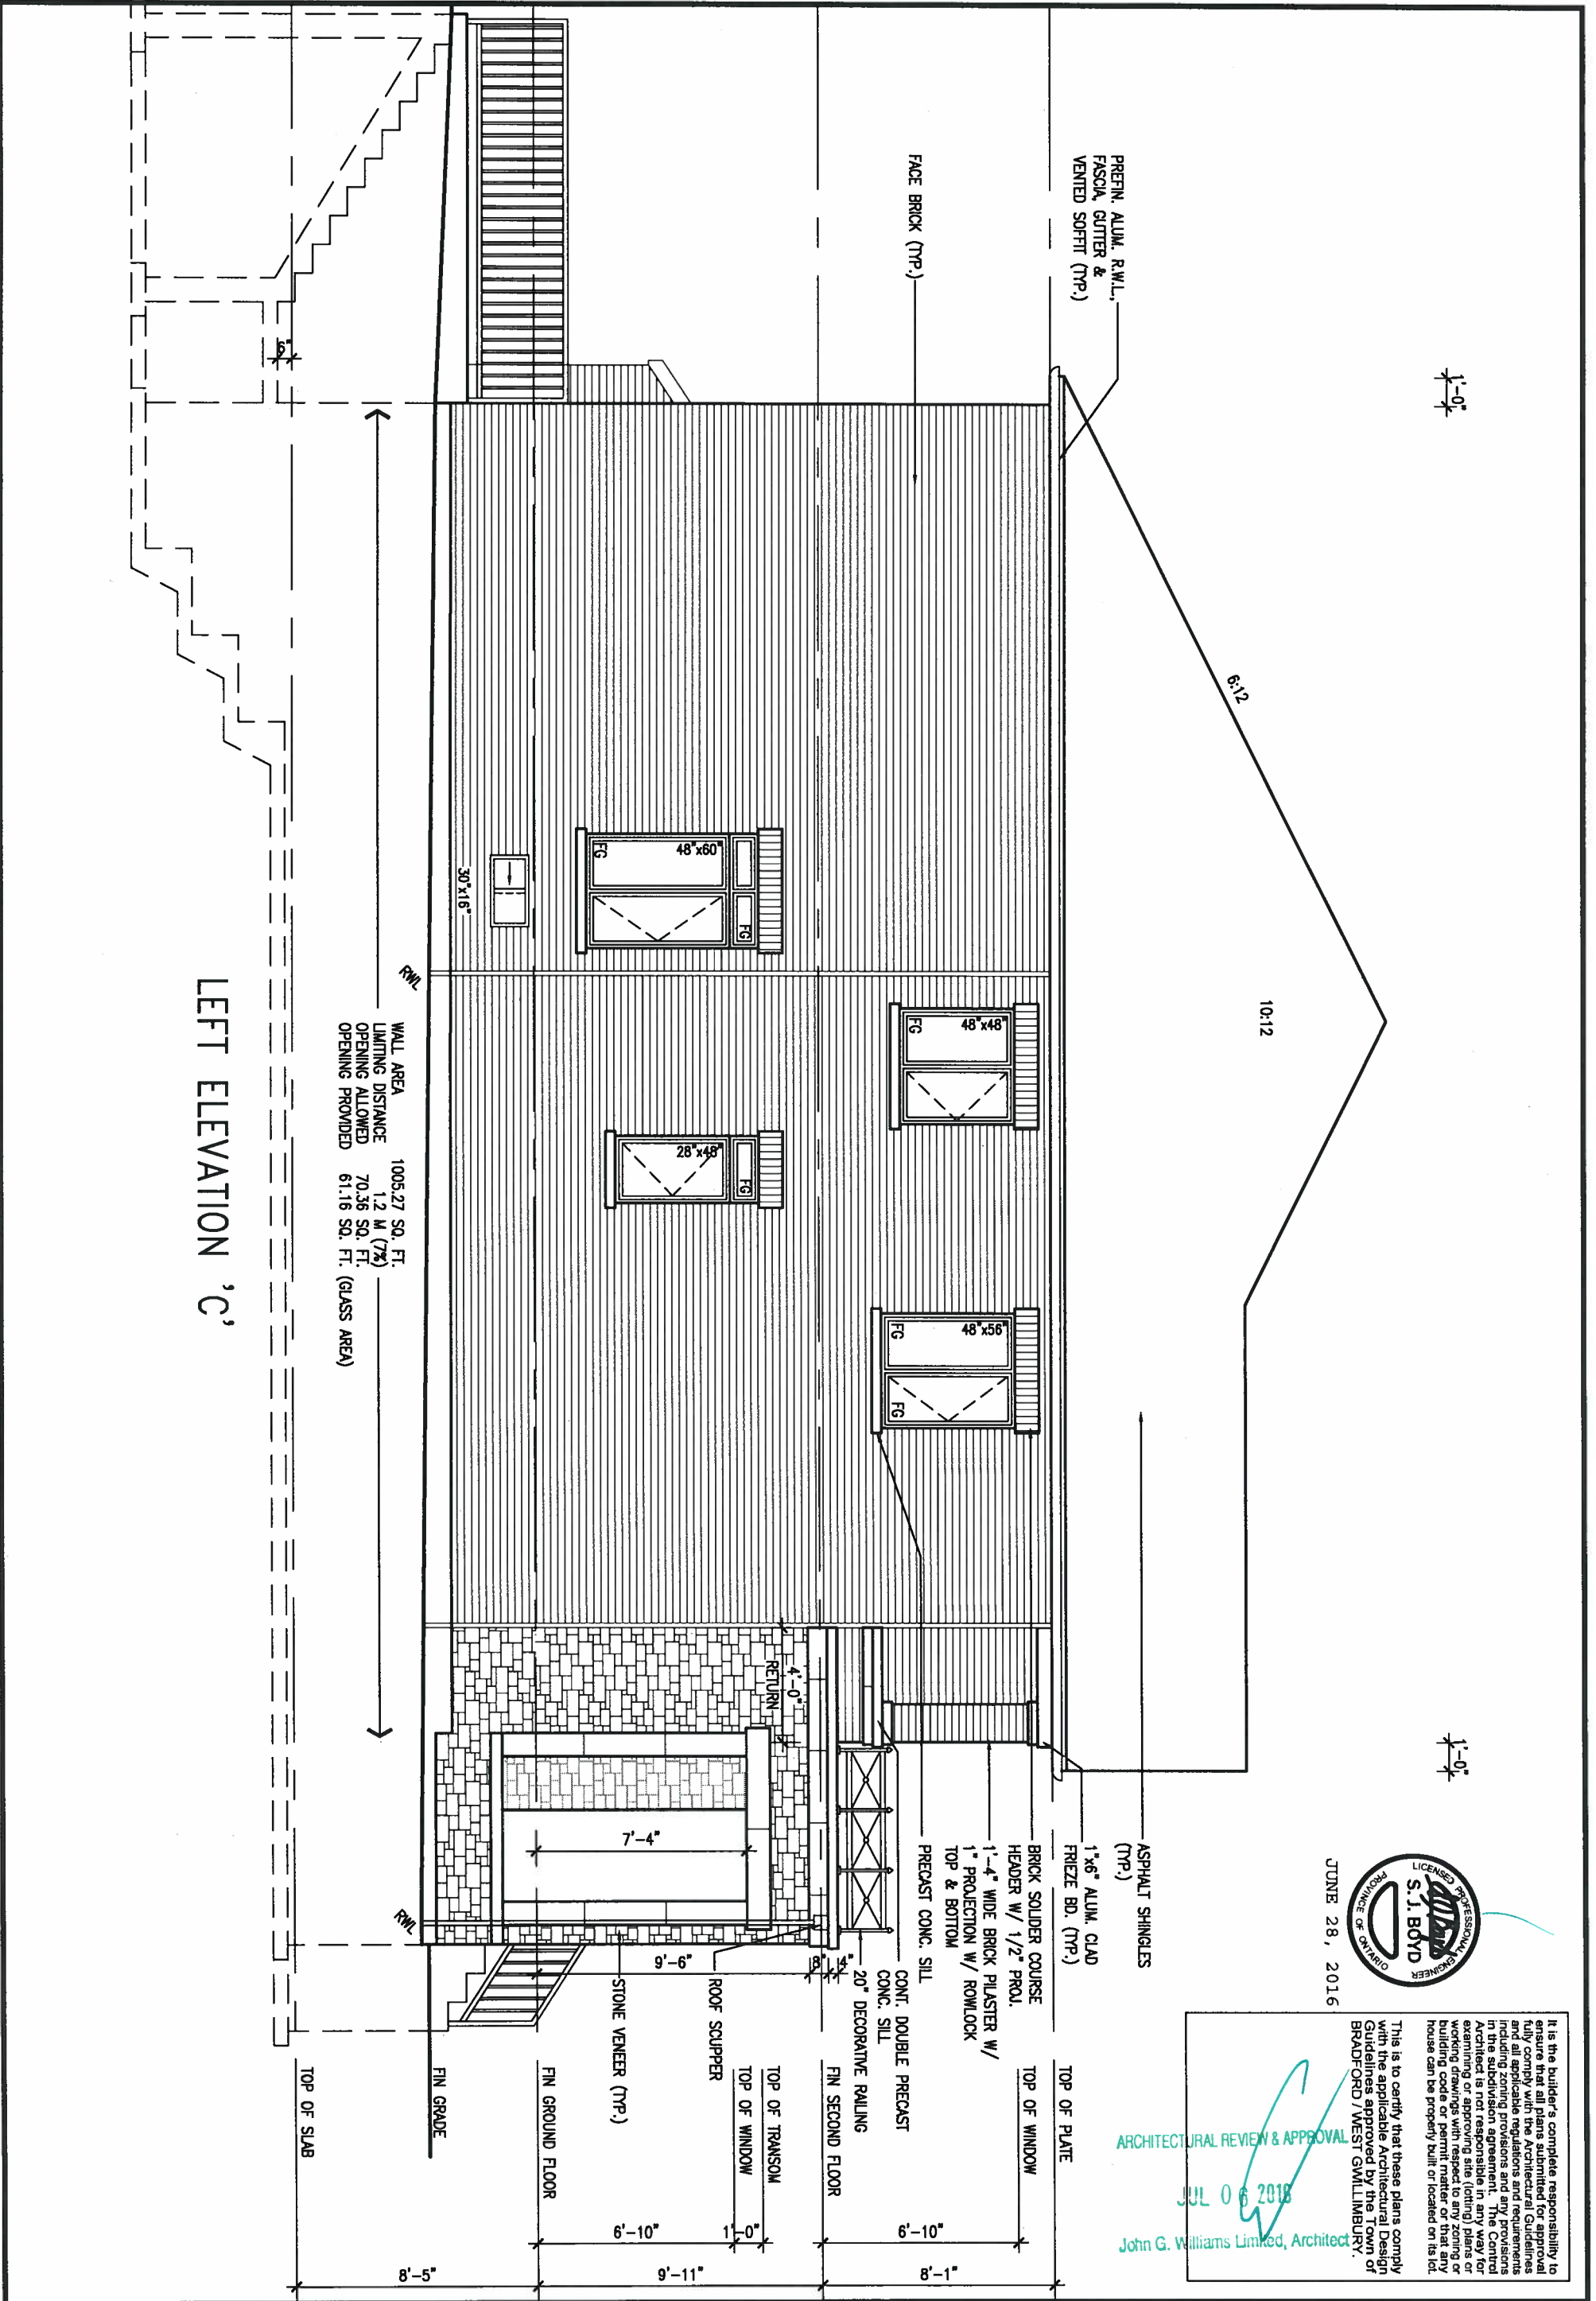 It is the builder's complete responsibility to
ensure that all plans submitted for approval
fully comply with the Architectural Guidelines
and all applicable regulations and requirements
including zoning provisions and any provisions
in the subdivision agreement. The Control
Architect is not responsible in any way for
examining or approving site (lotting) plans or
working drawings with respect to any zoning or
building code or permit matter or that any
house can be properly built or located on its lot.
This is to certify that these plans comply
with the applicable Architectural Design
Guidelines approved by the Town of
BRADFORD / WEST GWILLIMBURY.
ARCHITECTURAL REVIEW & APPROVAL
JUL 06 2016
John G. Williams Limited, Architect
LICENSED PROFESSIONAL ENGINEER
S. J. BOYD
PROVINCE OF ONTARIO
JUNE 28, 2016
1'-0"
1'-0"
6:12
10:12
PREFIN. ALUM. R.W.L.,
FASCIA, GUTTER &
VENTED SOFFIT (TYP.)
FACE BRICK (TYP.)
ASPHALT SHINGLES
(TYP.)
1"x6" ALUM. CLAD
FRIEZE BD. (TYP.)
BRICK SOLIDER COURSE
HEADER W/ 1/2" PROJ.
1'-4" WIDE BRICK PILASTER W/
1" PROJECTION W/ ROWLOCK
TOP & BOTTOM
PRECAST CONC. SILL
CONT. DOUBLE PRECAST
CONC. SILL
20" DECORATIVE RAILING
ROOF SCUPPER
STONE VENEER (TYP.)
48"x48"
FG
48"x56"
FG
FG
48"x60"
FG
FG
28"x48"
FG
30"x16"
RWL
RWL
4'-0"
RETURN
7'-4"
9'-6"
8"
4"
6"
TOP OF PLATE
TOP OF WINDOW
FIN SECOND FLOOR
TOP OF TRANSOM
TOP OF WINDOW
FIN GROUND FLOOR
FIN GRADE
TOP OF SLAB
6'-10"
1'-0"
6'-10"
8'-1"
9'-11"
8'-5"
WALL AREA 1005.27 SQ. FT.
LIMITING DISTANCE 1.2 M (7%)
OPENING ALLOWED 70.36 SQ. FT.
OPENING PROVIDED 61.16 SQ. FT. (GLASS AREA)
LEFT ELEVATION 'C'